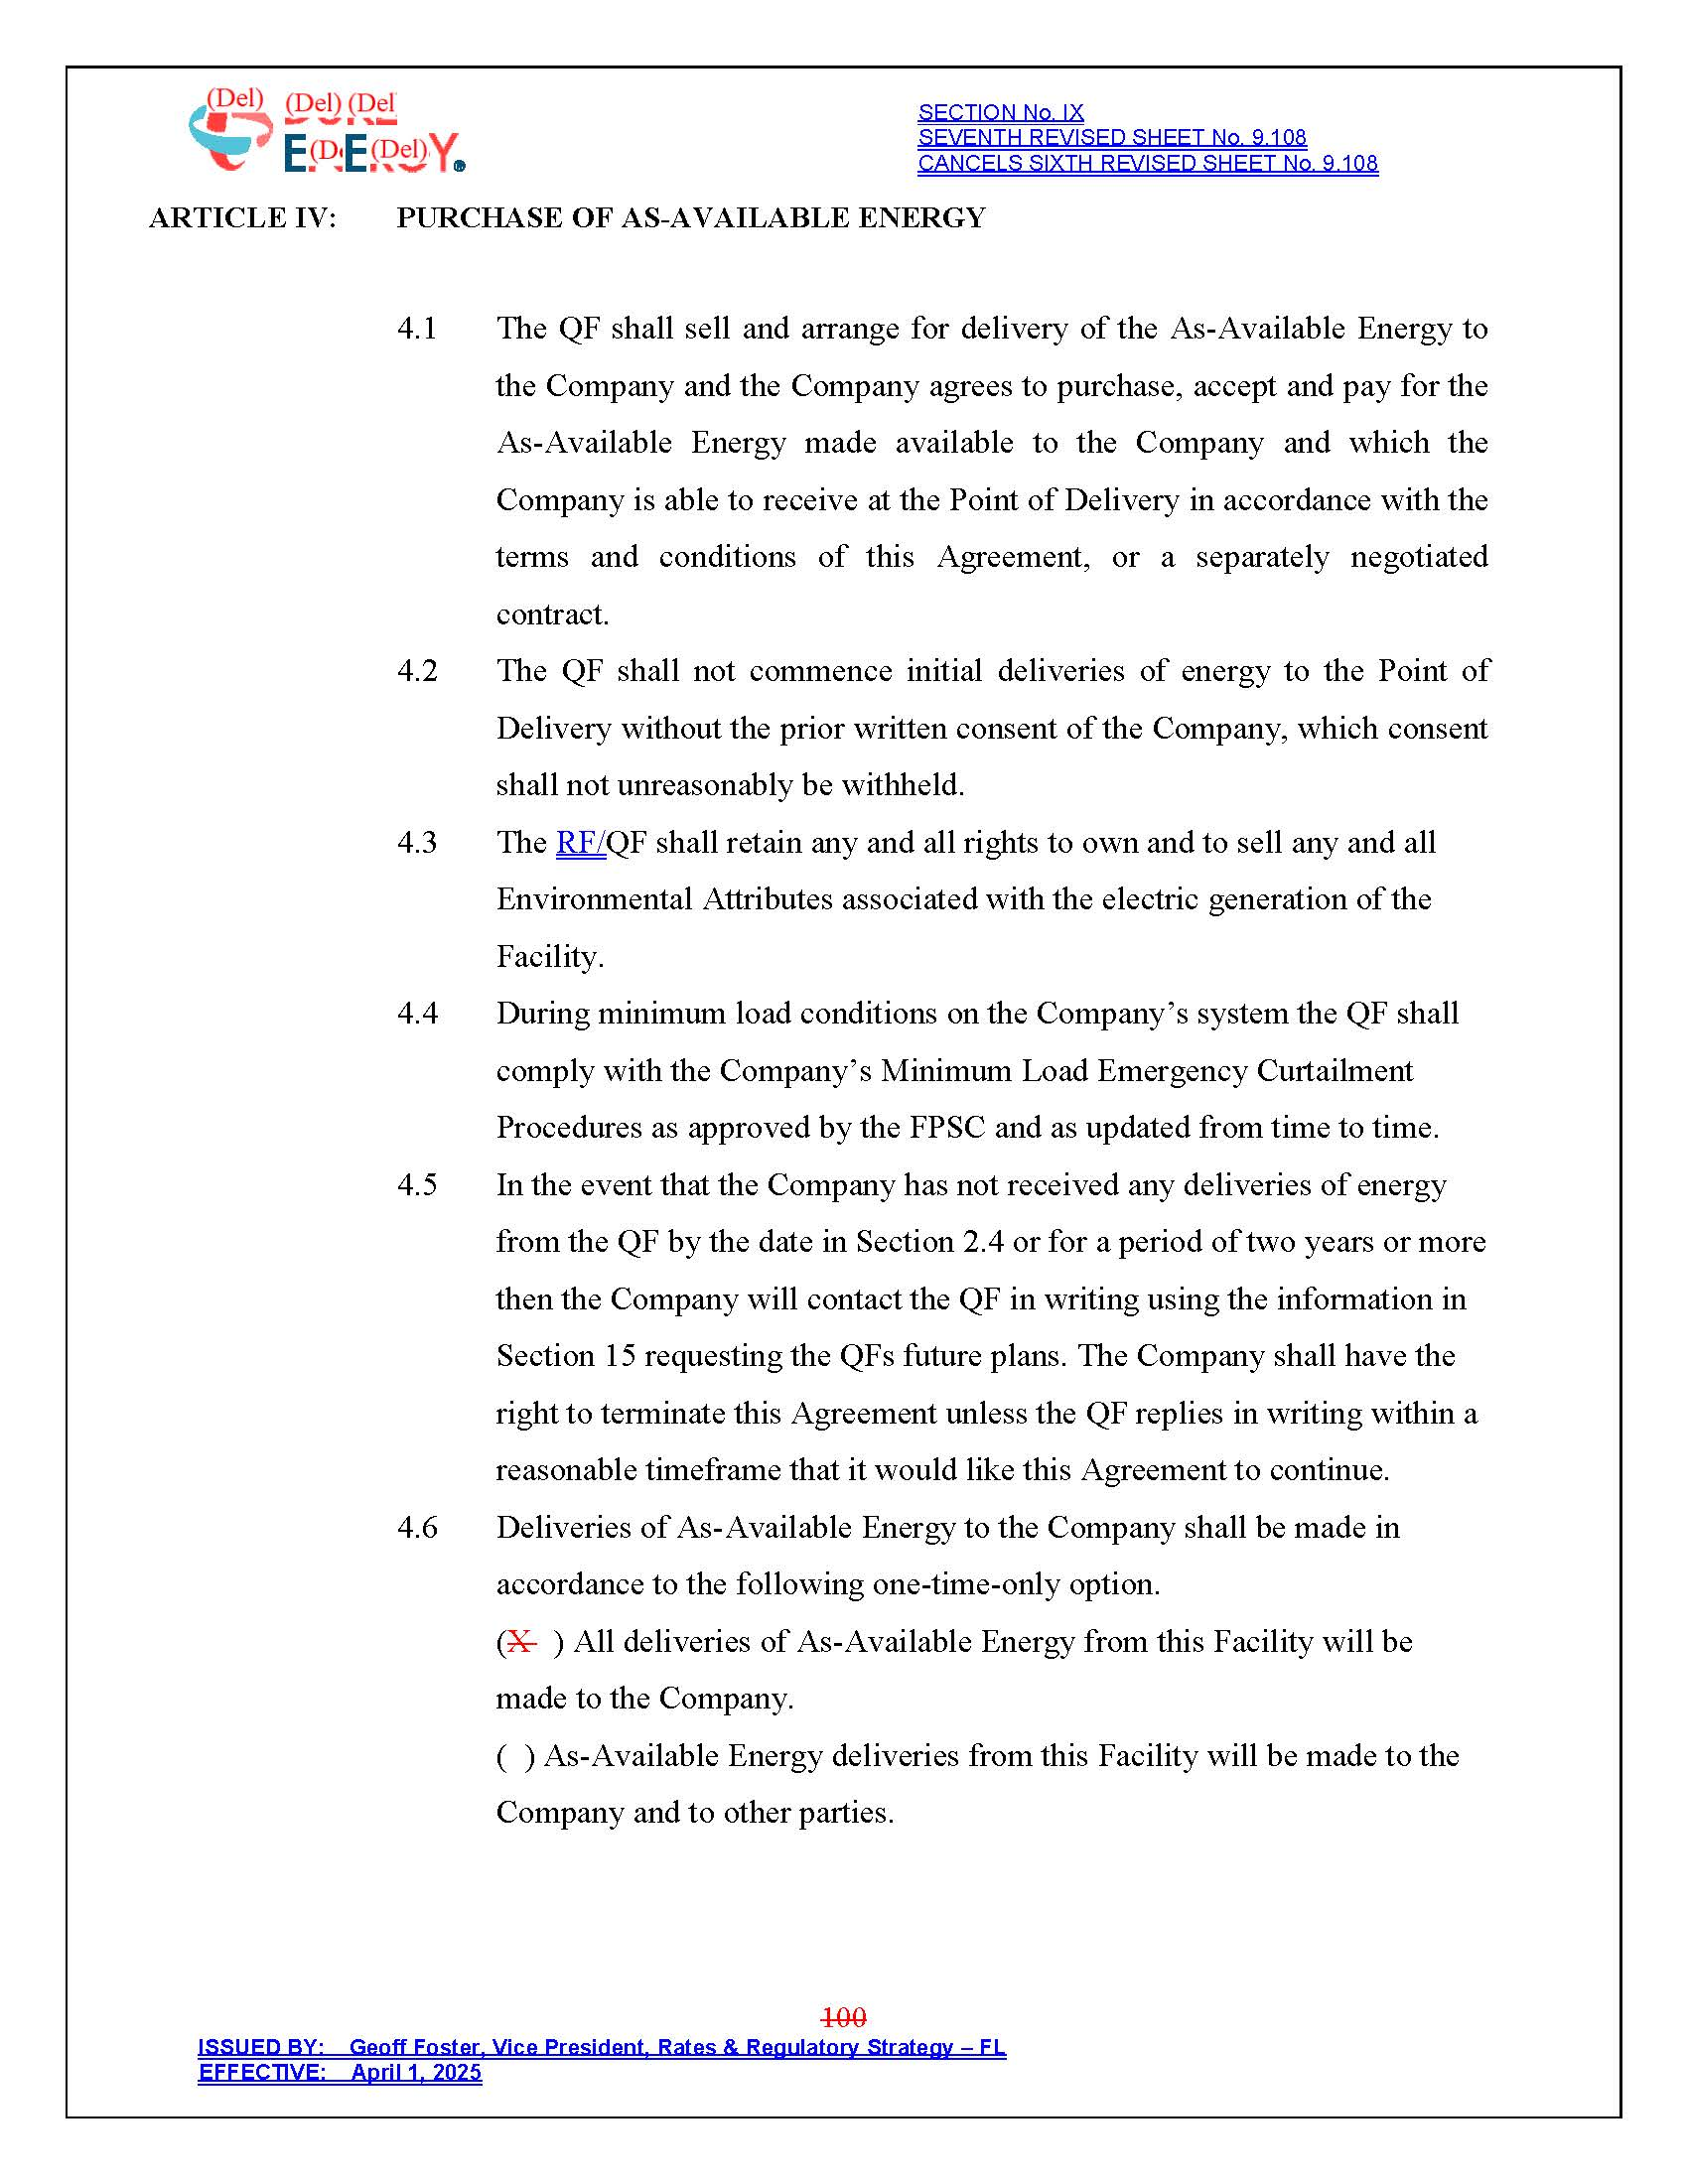 (Del) (Del) (Del
E(D E(Del)Y®
SECTION No. IX
SEVENTH REVISED SHEET No. 9.108
CANCELS SIXTH REVISED SHEET No. 9.108
ARTICLE IV: PURCHASE OF AS-AVAILABLE ENERGY
4.1 The QF shall sell and arrange for delivery of the As-Available Energy to
the Company and the Company agrees to purchase, accept and pay for the
As-Available Energy made available to the Company and which the
Company is able to receive at the Point of Delivery in accordance with the
terms and conditions of this Agreement, or a separately negotiated
contract.
4.2 The QF shall not commence initial deliveries of energy to the Point of
Delivery without the prior written consent of the Company, which consent
shall not unreasonably be withheld.
4.3 The RF/QF shall retain any and all rights to own and to sell any and all
Environmental Attributes associated with the electric generation of the
Facility.
4.4 During minimum load conditions on the Company’s system the QF shall
comply with the Company’s Minimum Load Emergency Curtailment
Procedures as approved by the FPSC and as updated from time to time.
4.5 In the event that the Company has not received any deliveries of energy
from the QF by the date in Section 2.4 or for a period of two years or more
then the Company will contact the QF in writing using the information in
Section 15 requesting the QFs future plans. The Company shall have the
right to terminate this Agreement unless the QF replies in writing within a
reasonable timeframe that it would like this Agreement to continue.
4.6 Deliveries of As-Available Energy to the Company shall be made in
accordance to the following one-time-only option.
(X ) All deliveries of As-Available Energy from this Facility will be
made to the Company.
( ) As-Available Energy deliveries from this Facility will be made to the
Company and to other parties.
100
ISSUED BY: Geoff Foster, Vice President, Rates & Regulatory Strategy – FL
EFFECTIVE: April 1, 2025